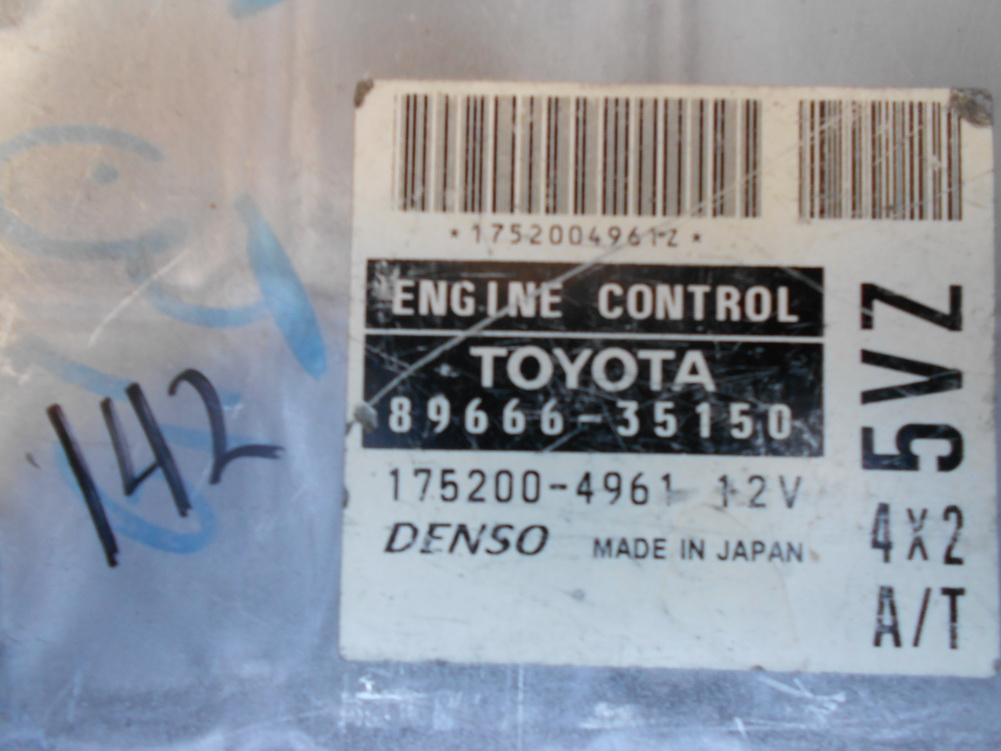 *1752004961Z*
ENGINE CONTROL
TOYOTA
89666-35150
175200-4961 12V
DENSO MADE IN JAPAN
5VZ
4X2
A/T
142